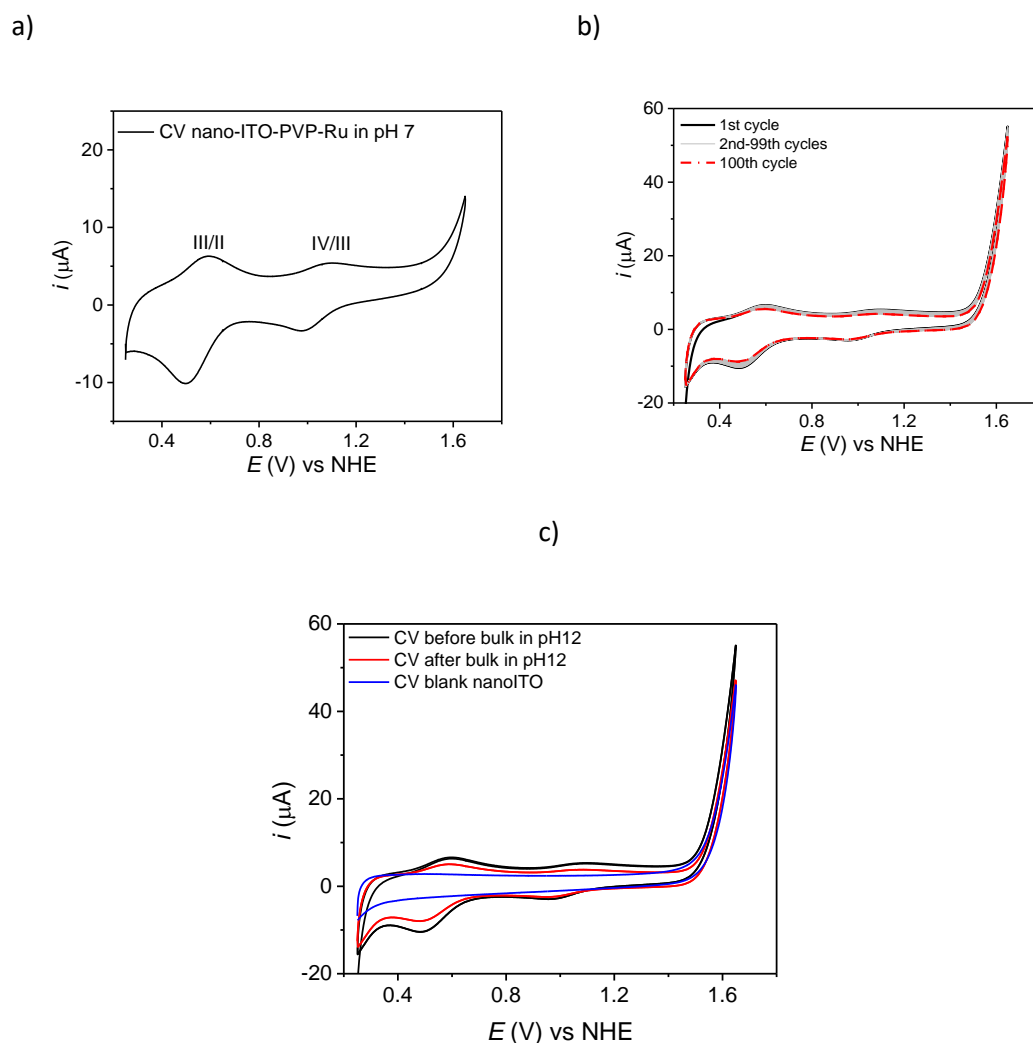 a)
CV nano-ITO-PVP-Ru in pH 7
III/II
IV/III
20
10
0
-10
i (μA)
0.4
0.8
1.2
1.6
E (V) vs NHE
b)
1st cycle
2nd-99th cycles
100th cycle
60
40
20
0
-20
i (μA)
0.4
0.8
1.2
1.6
E (V) vs NHE
c)
CV before bulk in pH12
CV after bulk in pH12
CV blank nanoITO
60
40
20
0
-20
i (μA)
0.4
0.8
1.2
1.6
E (V) vs NHE